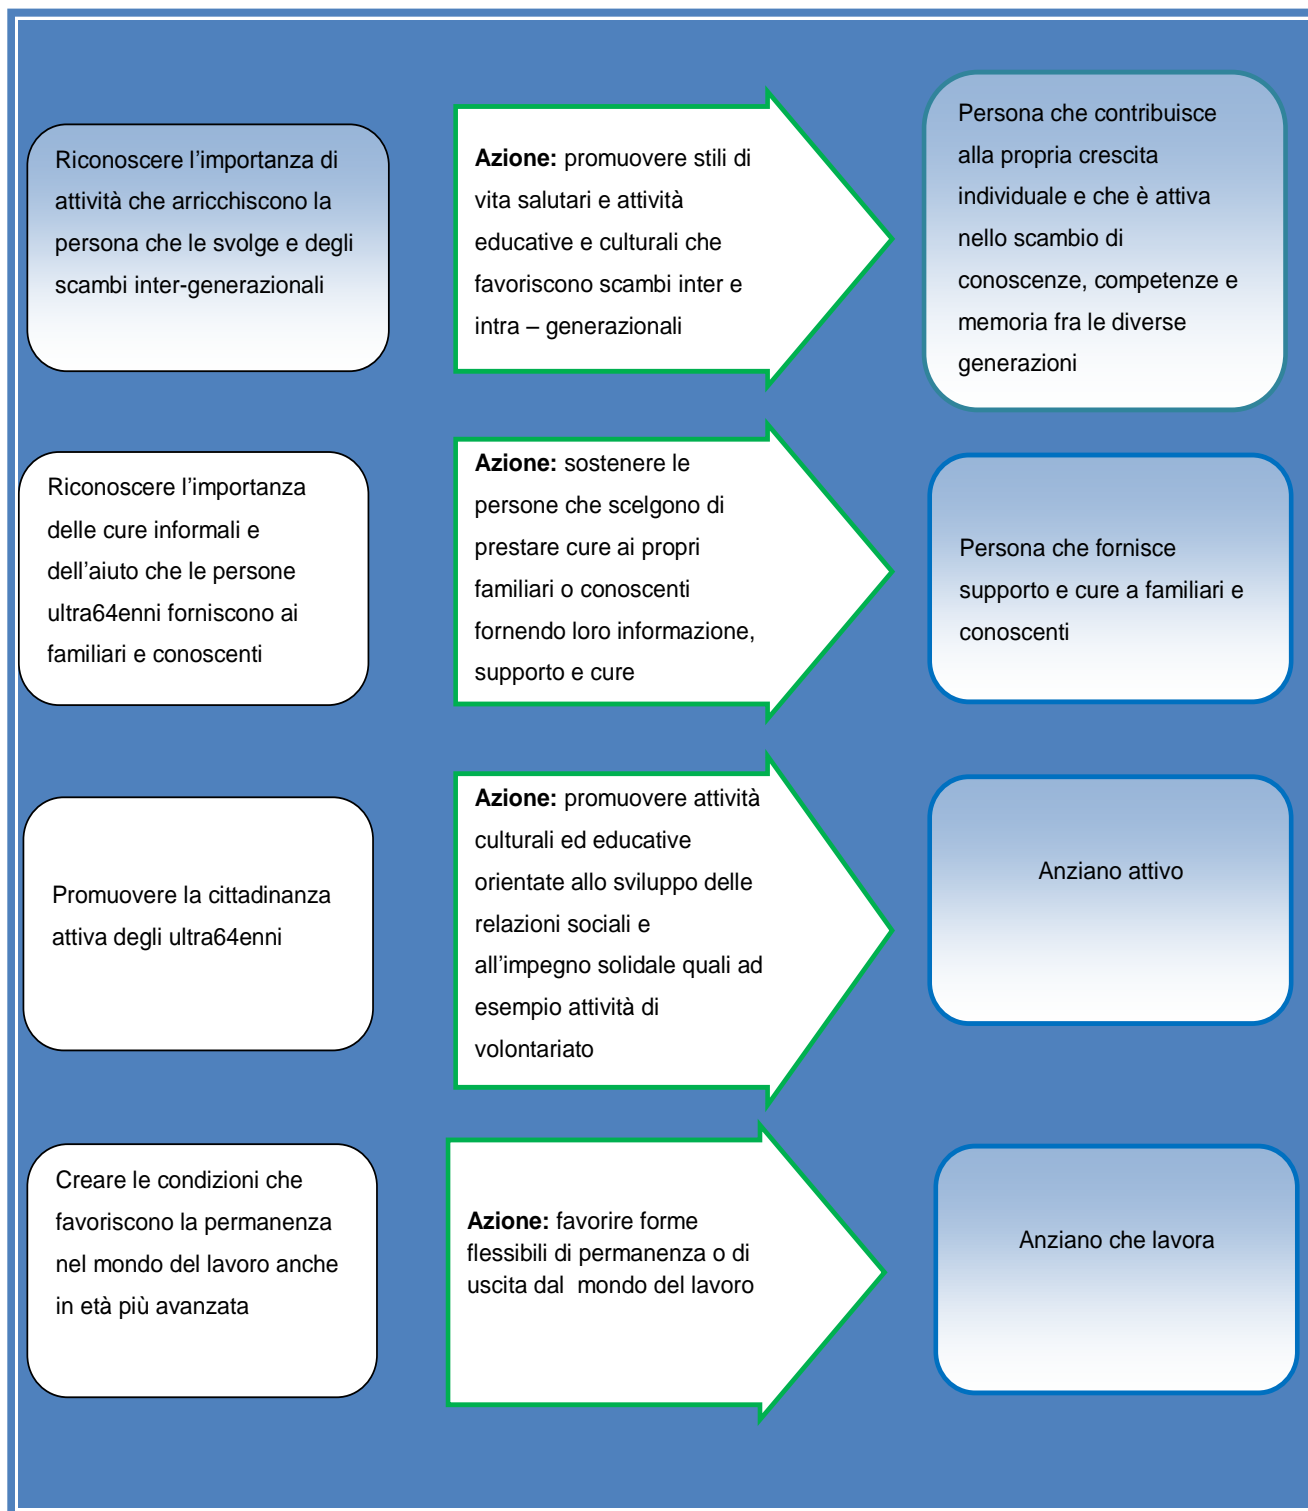 Riconoscere l’importanza di
attività che arricchiscono la
persona che le svolge e degli
scambi inter-generazionali
Azione: promuovere stili di
vita salutari e attività
educative e culturali che
favoriscono scambi inter e
intra – generazionali
Persona che contribuisce
alla propria crescita
individuale e che è attiva
nello scambio di
conoscenze, competenze e
memoria fra le diverse
generazioni
Riconoscere l’importanza
delle cure informali e
dell’aiuto che le persone
ultra64enni forniscono ai
familiari e conoscenti
Azione: sostenere le
persone che scelgono di
prestare cure ai propri
familiari o conoscenti
fornendo loro informazione,
supporto e cure
Persona che fornisce
supporto e cure a familiari e
conoscenti
Promuovere la cittadinanza
attiva degli ultra64enni
Azione: promuovere attività
culturali ed educative
orientate allo sviluppo delle
relazioni sociali e
all’impegno solidale quali ad
esempio attività di
volontariato
Anziano attivo
Creare le condizioni che
favoriscono la permanenza
nel mondo del lavoro anche
in età più avanzata
Azione: favorire forme
flessibili di permanenza o di
uscita dal  mondo del lavoro
Anziano che lavora